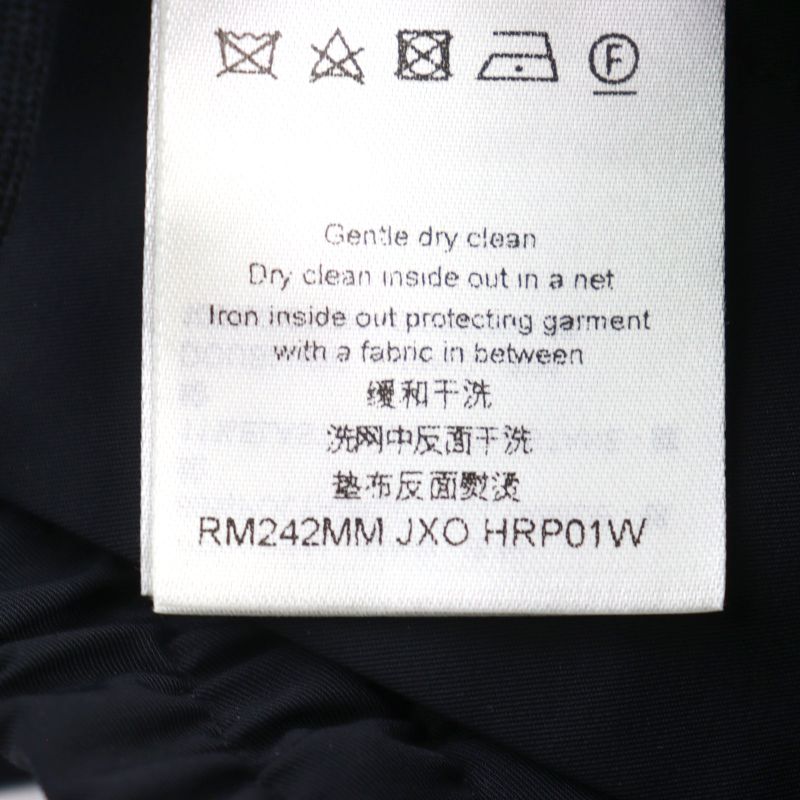 F
Gentle dry clean
Dry clean inside out in a net
Iron inside out protecting garment
with a fabric in between
缓和干洗
洗网中反面干洗
垫布反面熨烫
RM242MM JXO HRP01W